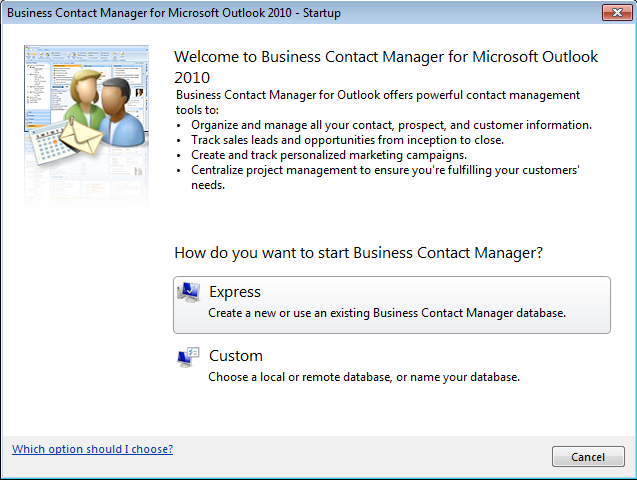 Business Contact Manager for Microsoft Outlook 2010 - Startup
Welcome to Business Contact Manager for Microsoft Outlook
2010
Business Contact Manager for Outlook offers powerful contact management
tools to:
• Organize and manage all your contact, prospect, and customer information.
• Track sales leads and opportunities from inception to close.
• Create and track personalized marketing campaigns.
• Centralize project management to ensure you're fulfilling your customers'
needs.
How do you want to start Business Contact Manager?
Express
Create a new or use an existing Business Contact Manager database.
Custom
Choose a local or remote database, or name your database.
Which option should I choose?
Cancel